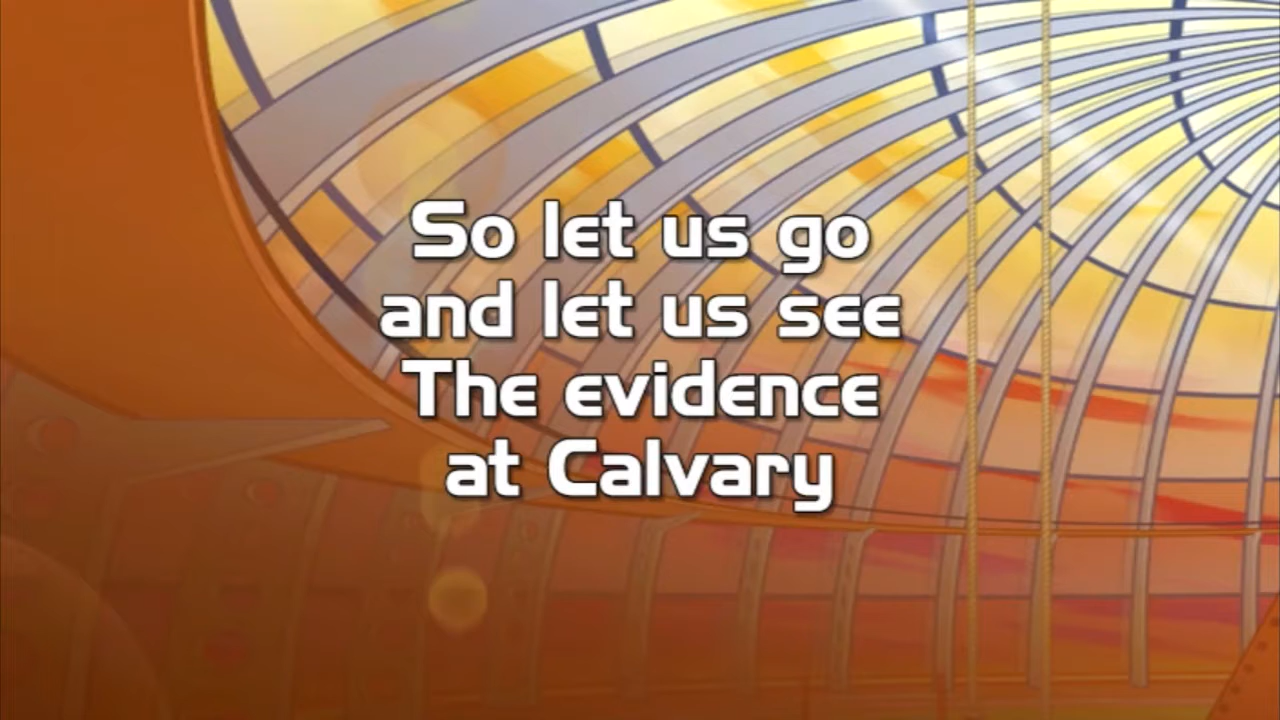 So let us go
and let us see
The evidence
at Calvary